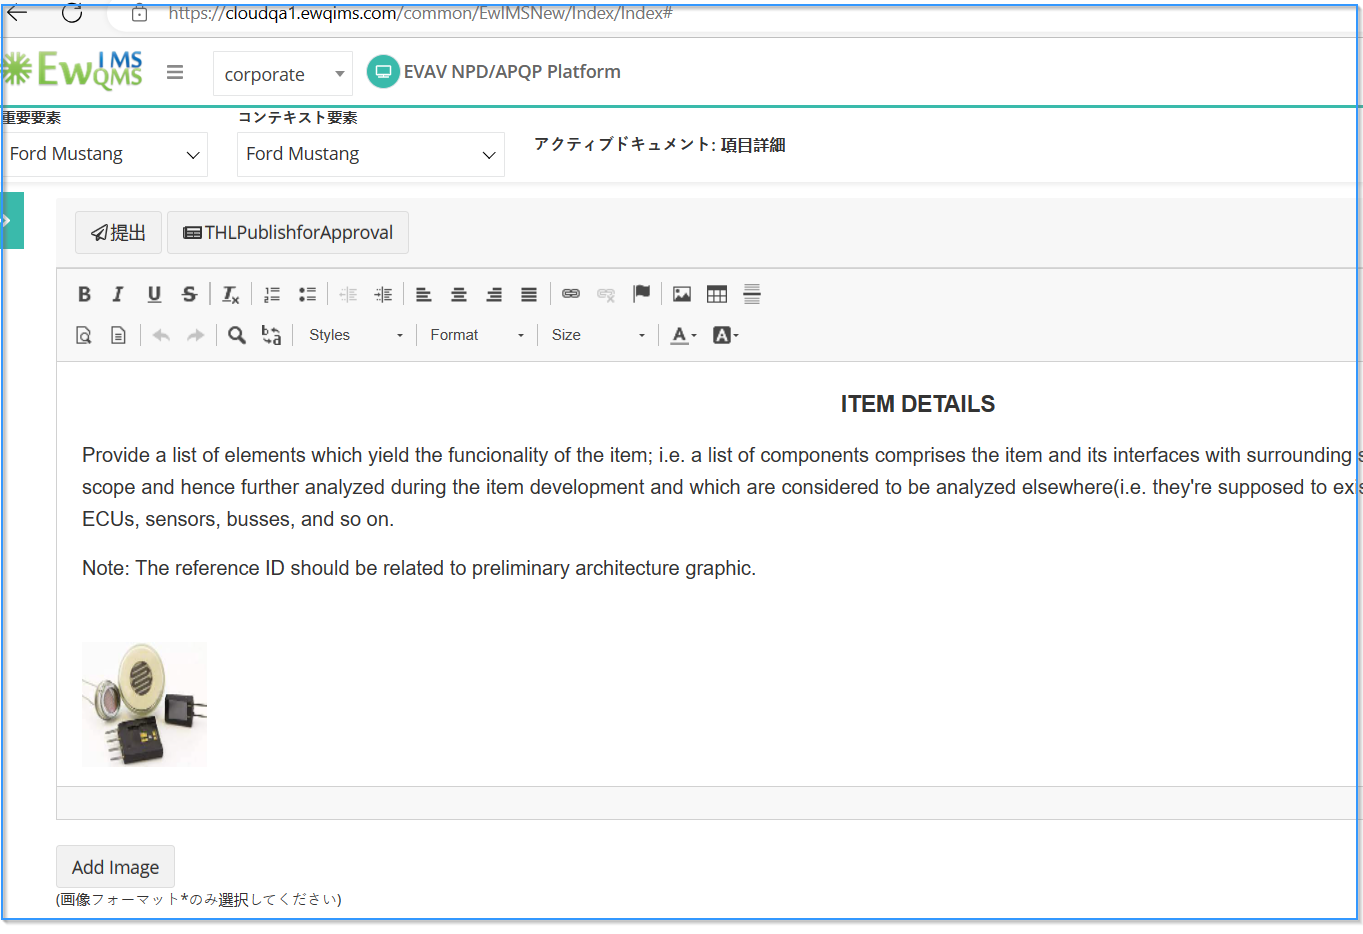 https://cloudqa1.ewqims.com/common/EwIMSNew/Index/Index#
EwIMS QMS
corporate
EVAV NPD/APQP Platform
重要要素
コンテキスト要素
Ford Mustang
Ford Mustang
アクティブドキュメント: 項目詳細
提出
THLPublishforApproval
Styles
Format
Size
ITEM DETAILS
Provide a list of elements which yield the funcionality of the item; i.e. a list of components comprises the item and its interfaces with surrounding s
scope and hence further analyzed during the item development and which are considered to be analyzed elsewhere(i.e. they're supposed to exis
ECUs, sensors, busses, and so on.
Note: The reference ID should be related to preliminary architecture graphic.
Add Image
(画像フォーマット*のみ選択してください)